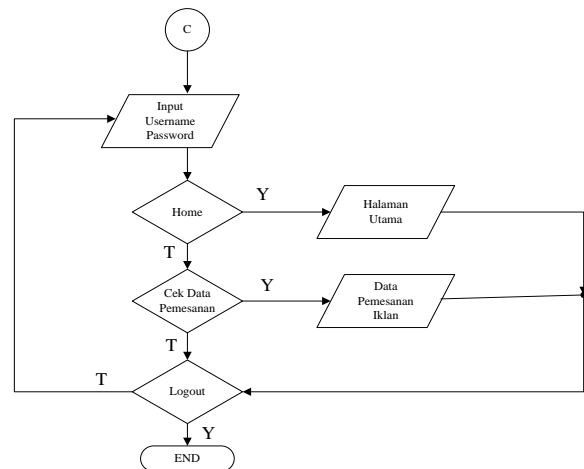 C
Input
Username
Password
Home
Y
Halaman
Utama
T
Cek Data
Pemesanan
Y
Data
Pemesanan
Iklan
T
Logout
T
Y
END